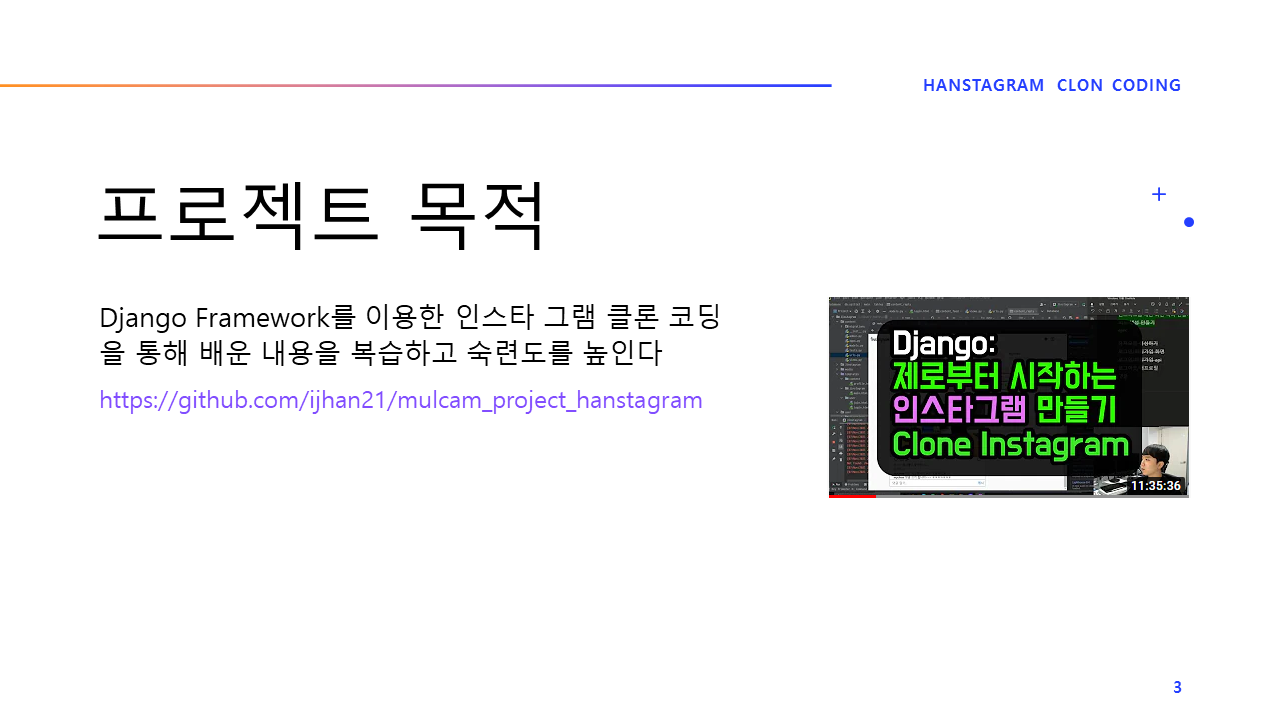 HANSTAGRAM CLON CODING
프로젝트 목적
Django Framework를 이용한 인스타 그램 클론 코딩
을 통해 배운 내용을 복습하고 숙련도를 높인다
https://github.com/ijhan21/mulcam_project_hanstagram
Django:
제로부터 시작하는
인스타그램 만들기
Clone Instagram
11:35:36
3